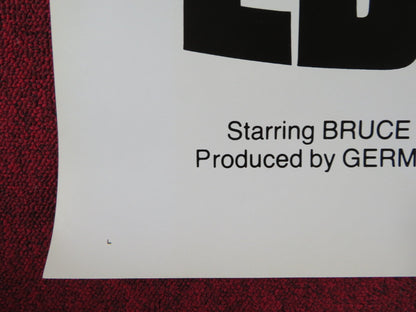 Starring BRUCE
Produced by GERM